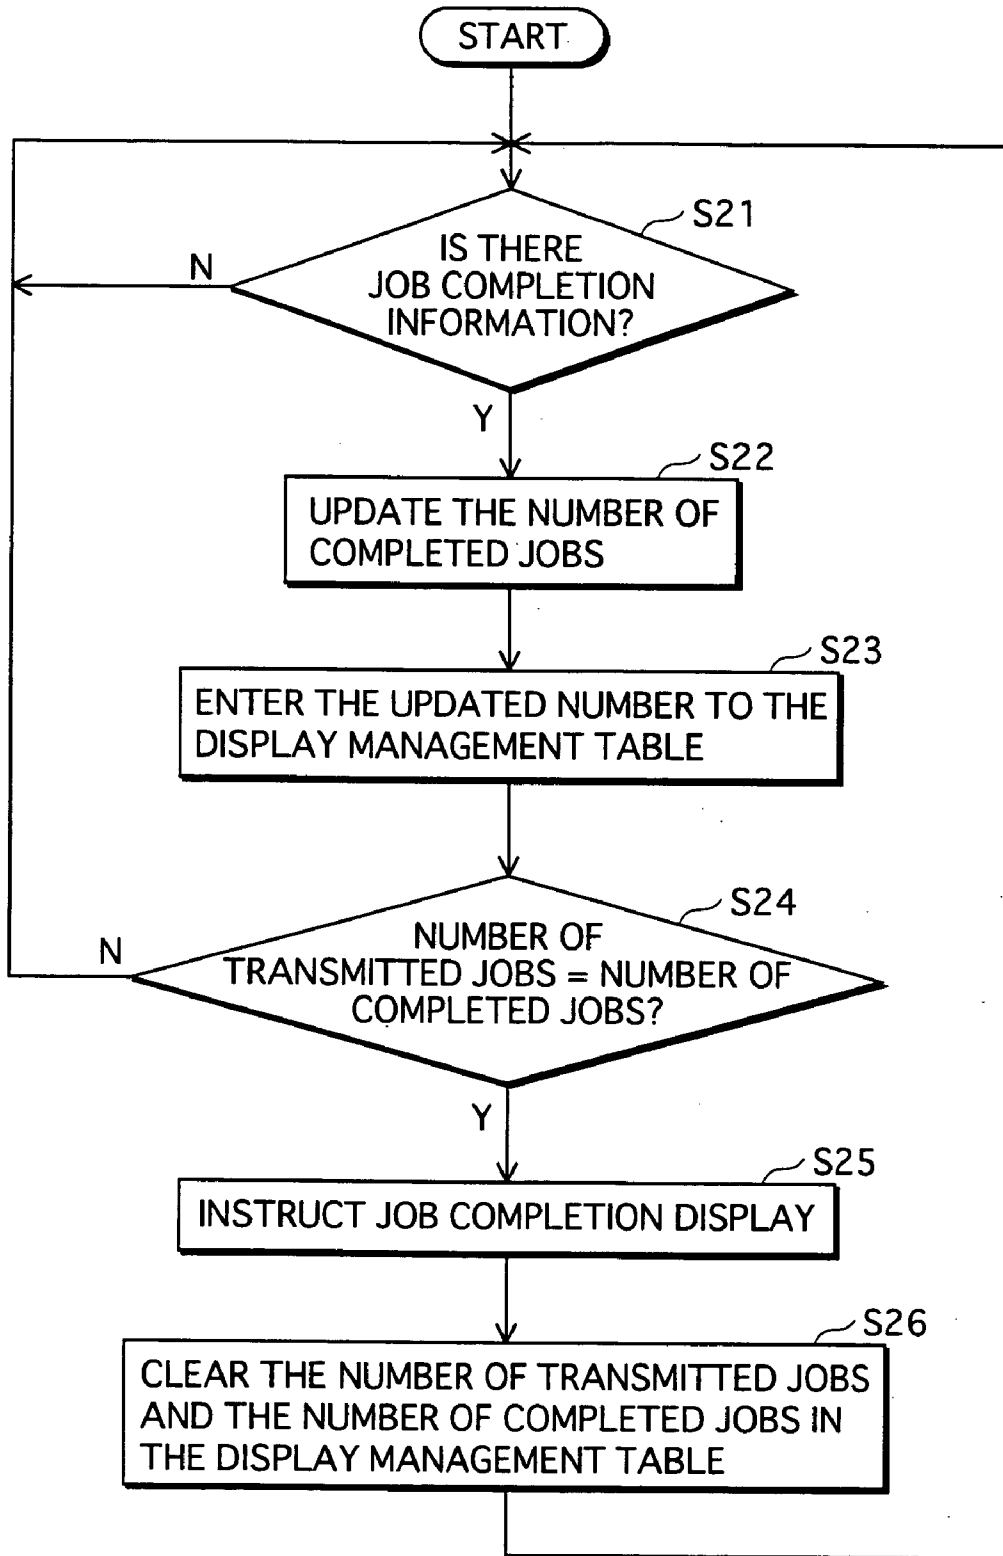 START
S21
IS THERE
JOB COMPLETION
INFORMATION?
N
Y
S22
UPDATE THE NUMBER OF
COMPLETED JOBS
S23
ENTER THE UPDATED NUMBER TO THE
DISPLAY MANAGEMENT TABLE
S24
NUMBER OF
TRANSMITTED JOBS = NUMBER OF
COMPLETED JOBS?
N
Y
S25
INSTRUCT JOB COMPLETION DISPLAY
S26
CLEAR THE NUMBER OF TRANSMITTED JOBS
AND THE NUMBER OF COMPLETED JOBS IN
THE DISPLAY MANAGEMENT TABLE